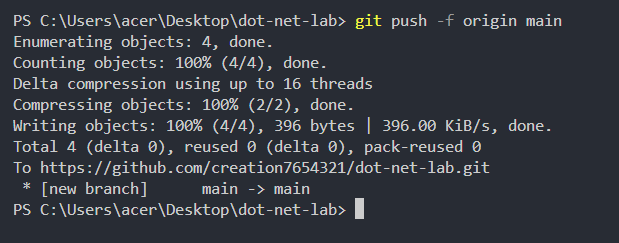 PS C:\Users\acer\Desktop\dot-net-lab> git push -f origin main
Enumerating objects: 4, done.
Counting objects: 100% (4/4), done.
Delta compression using up to 16 threads
Compressing objects: 100% (2/2), done.
Writing objects: 100% (4/4), 396 bytes | 396.00 KiB/s, done.
Total 4 (delta 0), reused 0 (delta 0), pack-reused 0
To https://github.com/creation7654321/dot-net-lab.git
 * [new branch]      main -> main
PS C:\Users\acer\Desktop\dot-net-lab>